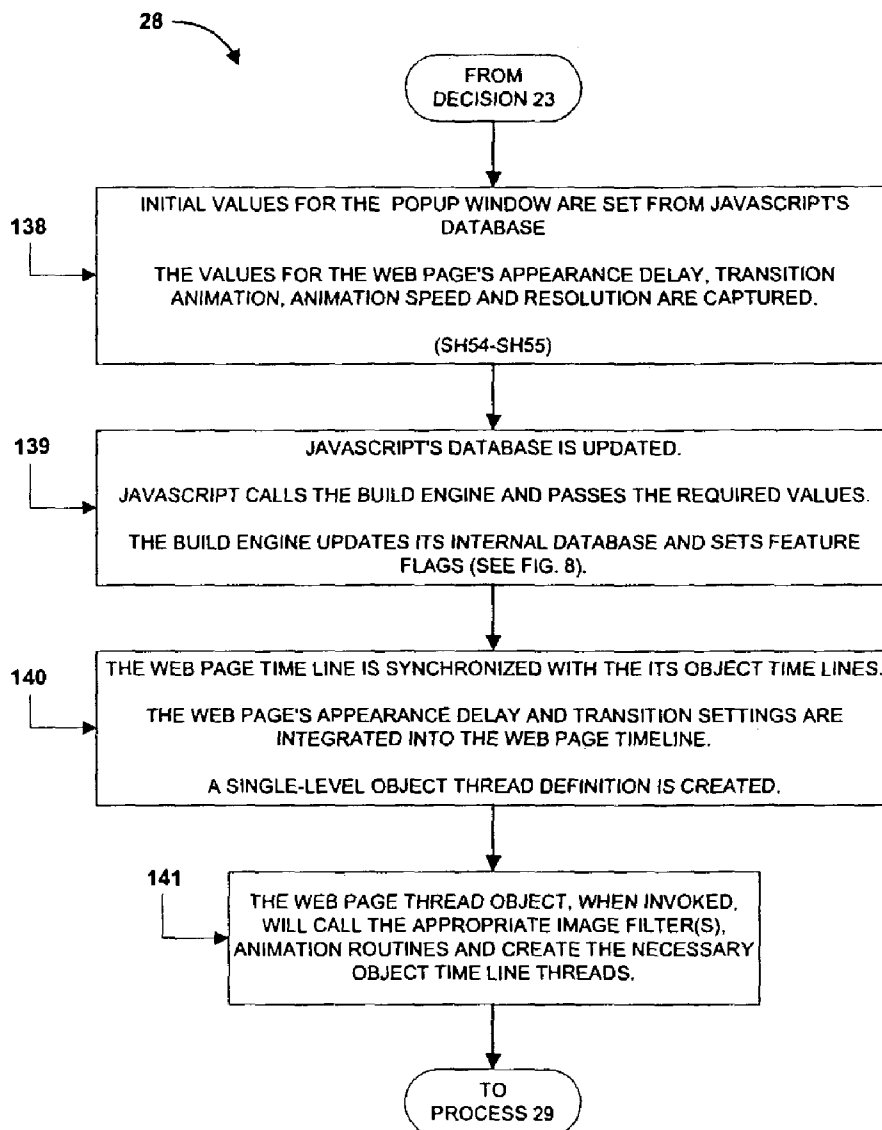 28
FROM
DECISION 23
138
INITIAL VALUES FOR THE POPUP WINDOW ARE SET FROM JAVASCRIPT'S
DATABASE
THE VALUES FOR THE WEB PAGE'S APPEARANCE DELAY, TRANSITION
ANIMATION, ANIMATION SPEED AND RESOLUTION ARE CAPTURED.
(SH54-SH55)
139
JAVASCRIPT'S DATABASE IS UPDATED.
JAVASCRIPT CALLS THE BUILD ENGINE AND PASSES THE REQUIRED VALUES.
THE BUILD ENGINE UPDATES ITS INTERNAL DATABASE AND SETS FEATURE
FLAGS (SEE FIG. 8).
140
THE WEB PAGE TIME LINE IS SYNCHRONIZED WITH THE ITS OBJECT TIME LINES.
THE WEB PAGE'S APPEARANCE DELAY AND TRANSITION SETTINGS ARE
INTEGRATED INTO THE WEB PAGE TIMELINE.
A SINGLE-LEVEL OBJECT THREAD DEFINITION IS CREATED.
141
THE WEB PAGE THREAD OBJECT, WHEN INVOKED,
WILL CALL THE APPROPRIATE IMAGE FILTER(S),
ANIMATION ROUTINES AND CREATE THE NECESSARY
OBJECT TIME LINE THREADS.
TO
PROCESS 29